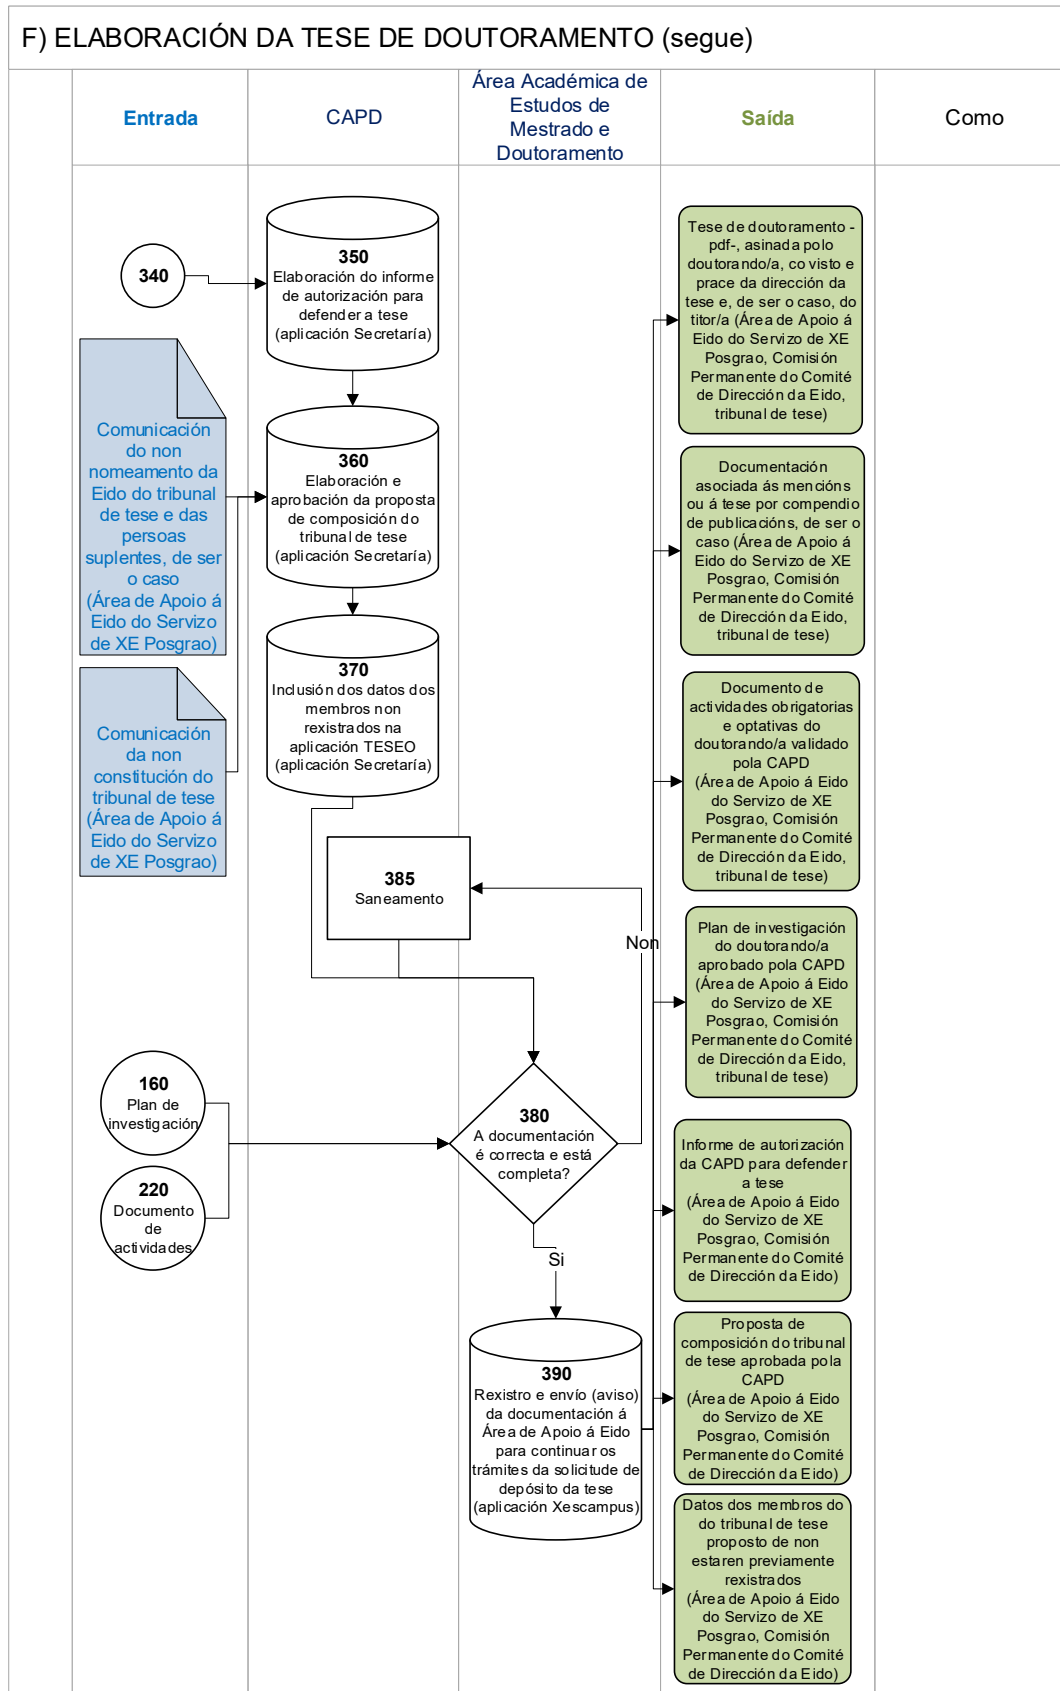 F) ELABORACIÓN DA TESE DE DOUTORAMENTO (segue)
Entrada
CAPD
Área Académica de
Estudos de
Mestrado e
Doutoramento
Saída
Como
340
350
Elaboración do informe
de autorización para
defender a tese
(aplicación Secretaría)
Comunicación
do non
nomeamento da
Eido do tribunal
de tese e das
persoas
suplentes, de ser
o caso
(Área de Apoio á
Eido do Servizo
de XE Posgrao)
360
Elaboración e
aprobación da proposta
de composición do
tribunal de tese
(aplicación Secretaría)
370
Inclusión dos datos dos
membros non
rexistrados na
aplicación TESEO
(aplicación Secretaría)
Comunicación
da non
constitución do
tribunal de tese
(Área de Apoio á
Eido do Servizo
de XE Posgrao)
385
Saneamento
Non
160
Plan de
investigación
220
Documento
de
actividades
380
A documentación
é correcta e está
completa?
Si
390
Rexistro e envío (aviso)
da documentación á
Área de Apoio á Eido
para continuar os
trámites da solicitude de
depósito da tese
(aplicación Xescampus)
Tese de doutoramento -
pdf-, asinada polo
doutorando/a, co visto e
prace da dirección da
tese e, de ser o caso, do
titor/a (Área de Apoio á
Eido do Servizo de XE
Posgrao, Comisión
Permanente do Comité
de Dirección da Eido,
tribunal de tese)
Documentación
asociada ás mencións
ou á tese por compendio
de publicacións, de ser o
caso (Área de Apoio á
Eido do Servizo de XE
Posgrao, Comisión
Permanente do Comité
de Dirección da Eido,
tribunal de tese)
Documento de
actividades obrigatorias
e optativas do
doutorando/a validado
pola CAPD
(Área de Apoio á Eido
do Servizo de XE
Posgrao, Comisión
Permanente do Comité
de Dirección da Eido,
tribunal de tese)
Plan de investigación
do doutorando/a
aprobado pola CAPD
(Área de Apoio á Eido
do Servizo de XE
Posgrao, Comisión
Permanente do Comité
de Dirección da Eido,
tribunal de tese)
Informe de autorización
da CAPD para defender
a tese
(Área de Apoio á Eido
do Servizo de XE
Posgrao, Comisión
Permanente do Comité
de Dirección da Eido)
Proposta de
composición do tribunal
de tese aprobada pola
CAPD
(Área de Apoio á Eido
do Servizo de XE
Posgrao, Comisión
Permanente do Comité
de Dirección da Eido)
Datos dos membros do
do tribunal de tese
proposto de non
estaren previamente
rexistrados
(Área de Apoio á Eido
do Servizo de XE
Posgrao, Comisión
Permanente do Comité
de Dirección da Eido)